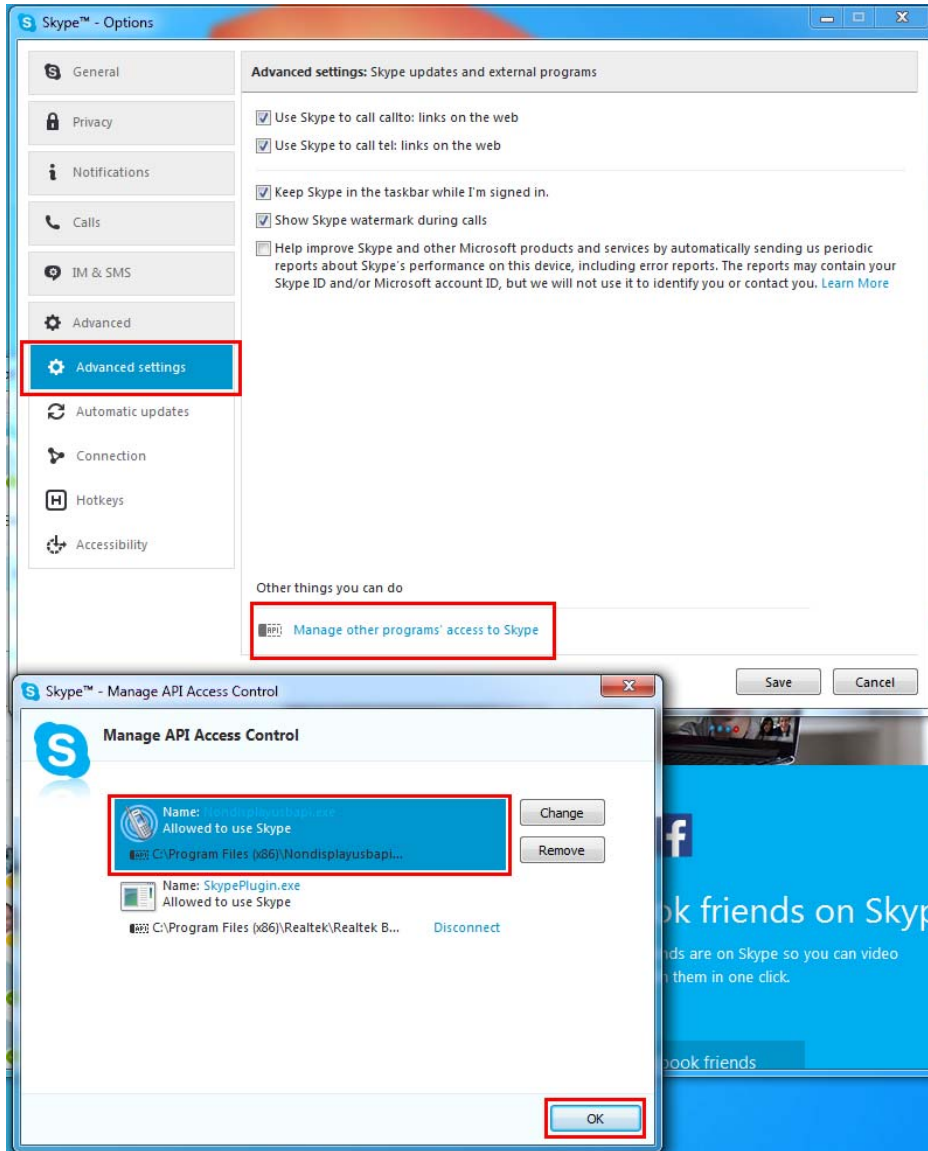 Skype™ - Options
General
Privacy
Notifications
Calls
IM & SMS
Advanced
Advanced settings
Automatic updates
Connection
Hotkeys
Accessibility
Advanced settings: Skype updates and external programs
Use Skype to call callto: links on the web
Use Skype to call tel: links on the web
Keep Skype in the taskbar while I'm signed in.
Show Skype watermark during calls
Help improve Skype and other Microsoft products and services by automatically sending us periodic
reports about Skype's performance on this device, including error reports. The reports may contain your
Skype ID and/or Microsoft account ID, but we will not use it to identify you or contact you. Learn More
Other things you can do
API Manage other programs' access to Skype
Save Cancel
Skype™ - Manage API Access Control
Manage API Access Control
Name: Nondisplayusbapi.exe
Allowed to use Skype
C:\Program Files (x86)\Nondisplayusbapi...
Change
Remove
Name: SkypePlugin.exe
Allowed to use Skype
C:\Program Files (x86)\Realtek\Realtek B... Disconnect
OK
ok friends on Skyp
nds are on Skype so you can video
them in one click.
book friends